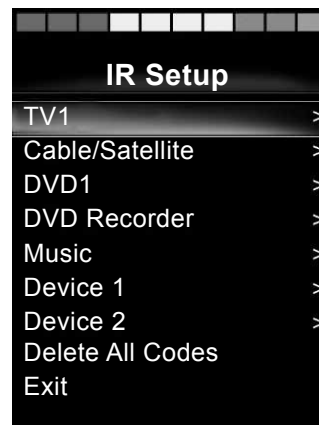 IR Setup
TV1 >
Cable/Satellite >
DVD1 >
DVD Recorder >
Music >
Device 1 >
Device 2 >
Delete All Codes
Exit